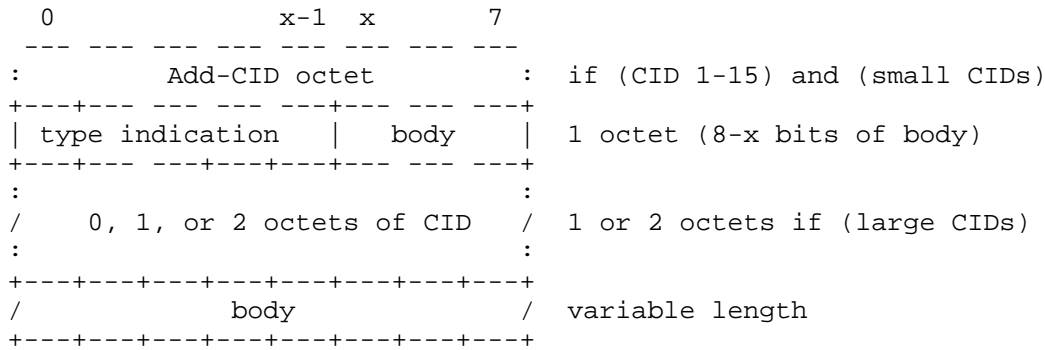 0              x-1  x       7
 --- --- --- --- --- --- --- ---
:         Add-CID octet         :  if (CID 1-15) and (small CIDs)
+---+--- --- --- ---+--- --- ---+
| type indication   |   body    |  1 octet (8-x bits of body)
+---+--- ---+---+---+--- --- ---+
:                               :
/    0, 1, or 2 octets of CID   /  1 or 2 octets if (large CIDs)
:                               :
+---+---+---+---+---+---+---+---+
/             body              /  variable length
+---+---+---+---+---+---+---+---+